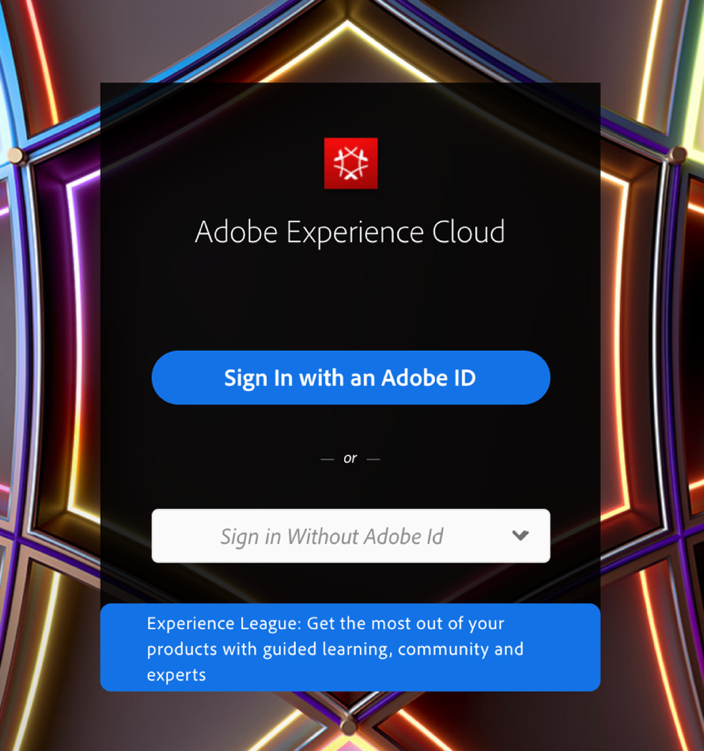 Adobe Experience Cloud
Sign In with an Adobe ID
or
Sign in Without Adobe Id
Experience League: Get the most out of your
products with guided learning, community and
experts